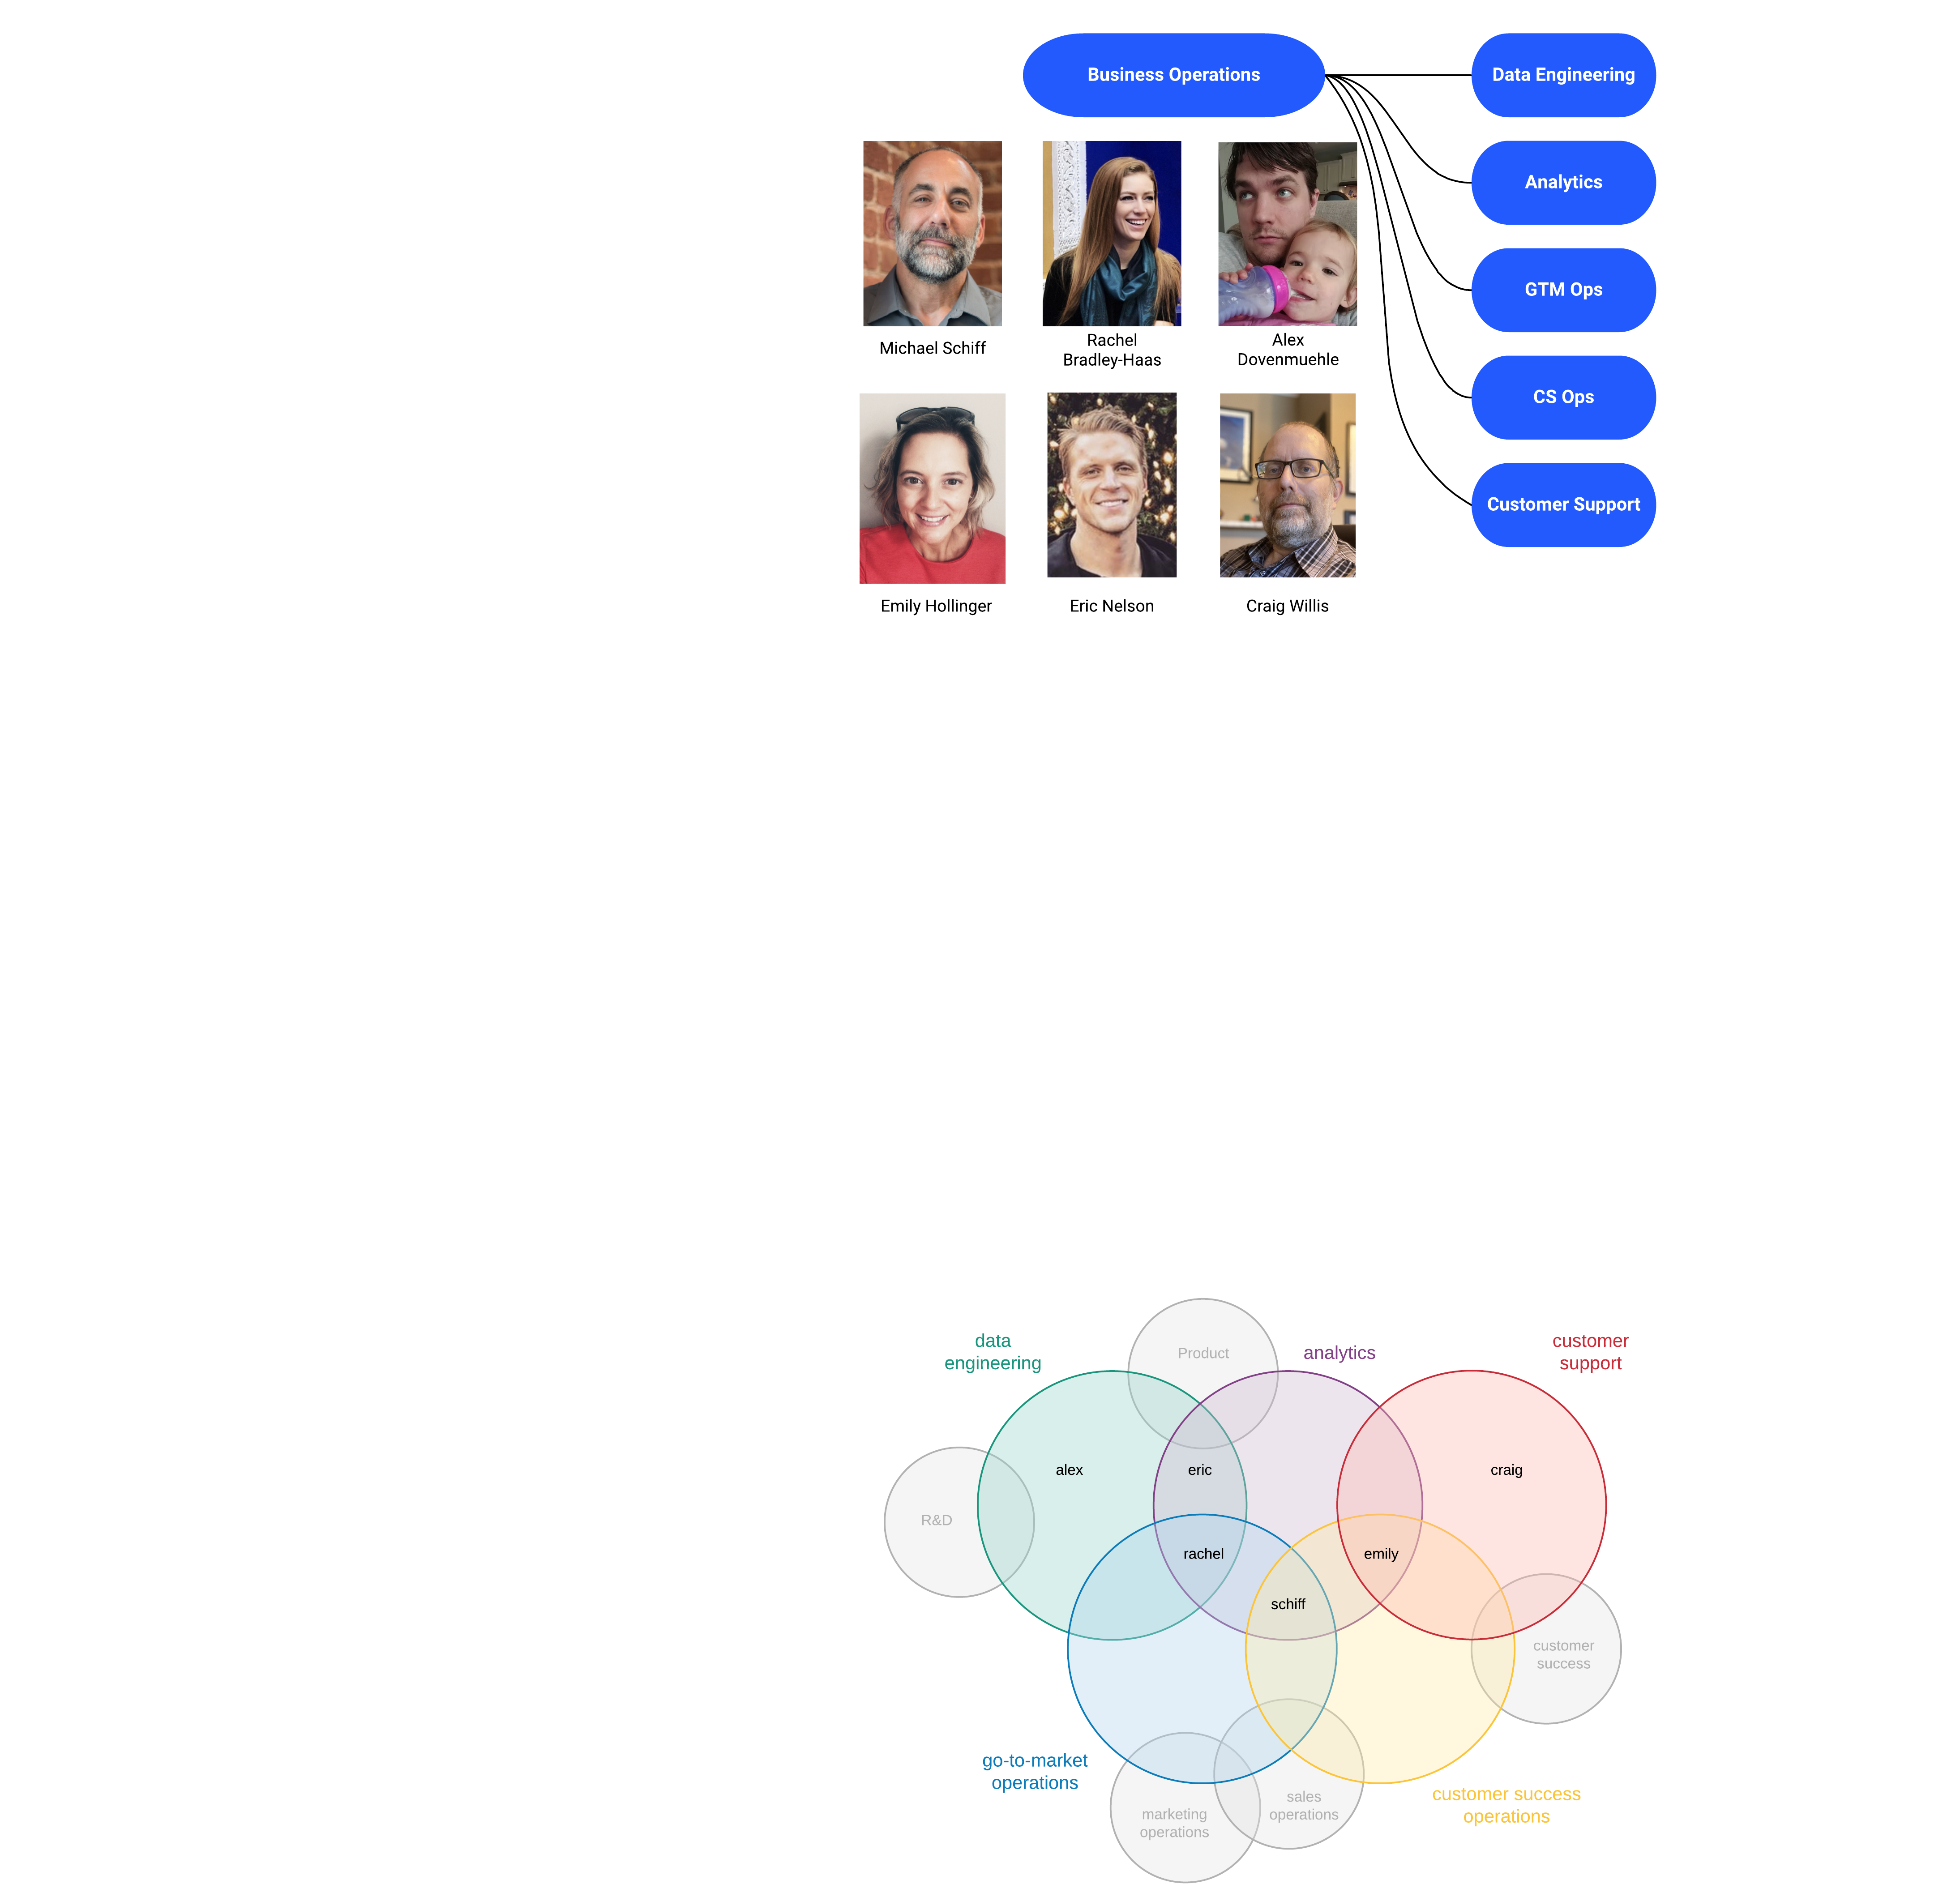 Business Operations
Data Engineering
Analytics
GTM Ops
CS Ops
Customer Support
Michael Schiff
Rachel
Bradley-Haas
Alex
Dovenmuehle
Emily Hollinger
Eric Nelson
Craig Willis
data
engineering
Product
analytics
customer
support
alex
eric
craig
R&D
rachel
emily
schiff
customer
success
go-to-market
operations
marketing
operations
sales
operations
customer success
operations